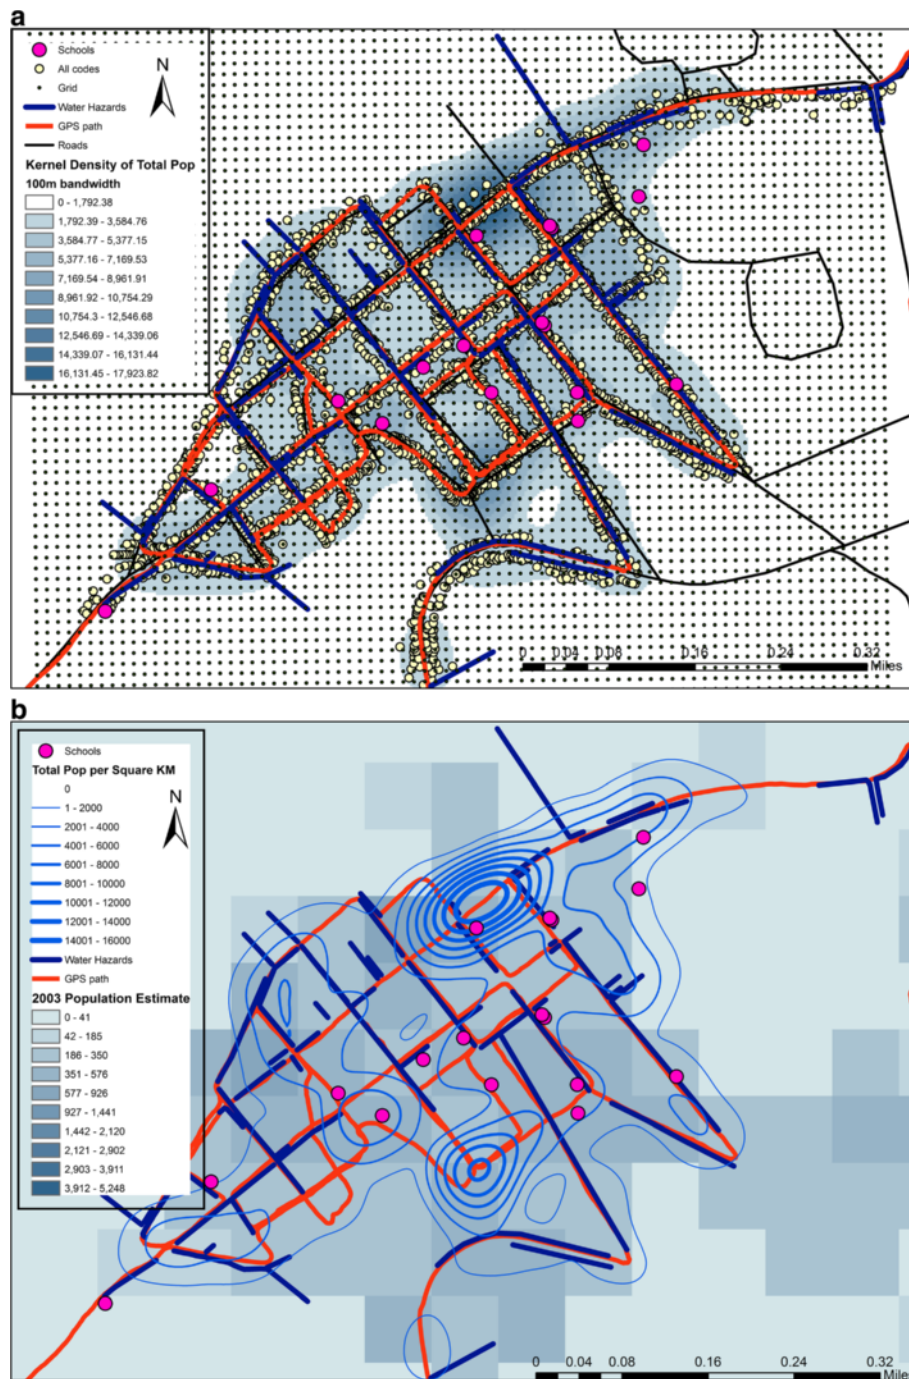 a
Schools
All codes
Grid
Water Hazards
GPS path
Roads
N
Kernel Density of Total Pop
100m bandwidth
0 - 1,792.38
1,792.39 - 3,584.76
3,584.77 - 5,377.15
5,377.16 - 7,169.53
7,169.54 - 8,961.91
8,961.92 - 10,754.29
10,754.3 - 12,546.68
12,546.69 - 14,339.06
14,339.07 - 16,131.44
16,131.45 - 17,923.82
0 0.04 0.08 0.16 0.24 0.32
Miles
b
Schools
Total Pop per Square KM
0
1 - 2000
2001 - 4000
4001 - 6000
6001 - 8000
8001 - 10000
10001 - 12000
12001 - 14000
14001 - 16000
Water Hazards
GPS path
N
2003 Population Estimate
0 - 41
42 - 185
186 - 350
351 - 576
577 - 926
927 - 1,441
1,442 - 2,120
2,121 - 2,902
2,903 - 3,911
3,912 - 5,248
0 0.04 0.08 0.16 0.24 0.32
Mile